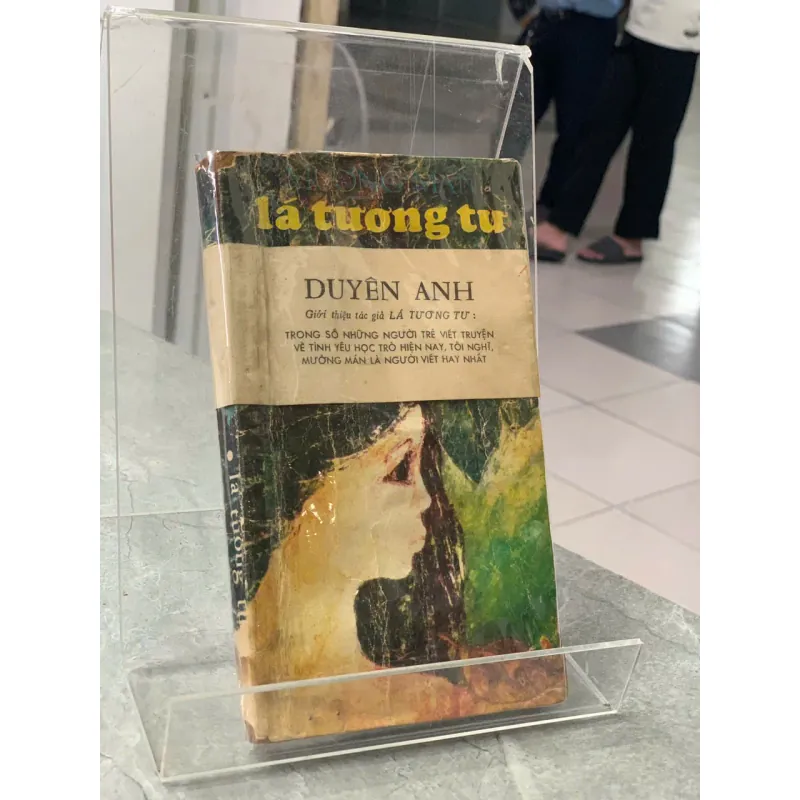 MƯỜNG MÁN
lá tương tư
DUYÊN ANH
Giới thiệu tác giả LÁ TƯƠNG TƯ :
TRONG SỐ NHỮNG NGƯỜI TRẺ VIẾT TRUYỆN
VỀ TÌNH YÊU HỌC TRÒ HIỆN NAY, TÔI NGHĨ,
MƯỜNG MÁN LÀ NGƯỜI VIẾT HAY NHẤT
• lá tương tư